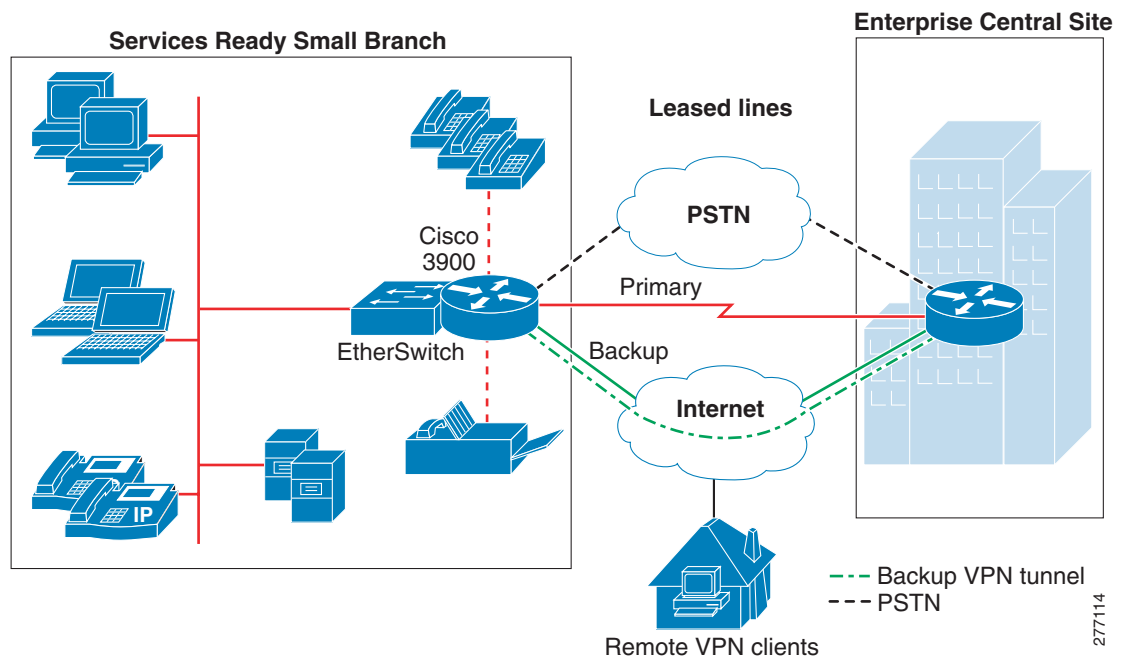 Services Ready Small Branch
Enterprise Central Site
Leased lines
PSTN
Cisco
3900
Primary
EtherSwitch
Backup
Internet
IP
Backup VPN tunnel
PSTN
Remote VPN clients
277114